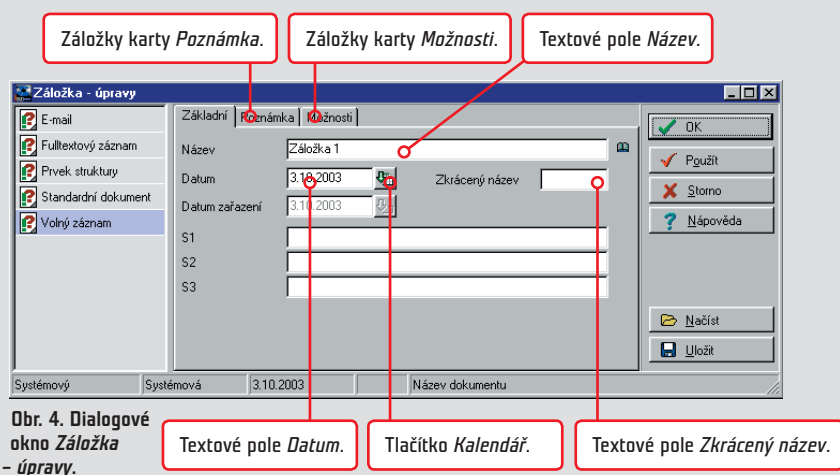 Záložky karty Poznámka.
Záložky karty Možnosti.
Textové pole Název.
Záložka - úpravy
E-mail
Fulltextový záznam
Prvek struktury
Standardní dokument
Volný záznam
Základní
Poznámka
Možnosti
Název
Záložka 1
Datum
3.10.2003
Zkrácený název
Datum zařazení
3.10.2003
S1
S2
S3
OK
Použít
Storno
Nápověda
Načíst
Uložit
Systémový
Systémová
3.10.2003
Název dokumentu
Obr. 4. Dialogové
okno Záložka
– úpravy.
Textové pole Datum.
Tlačítko Kalendář.
Textové pole Zkrácený název.